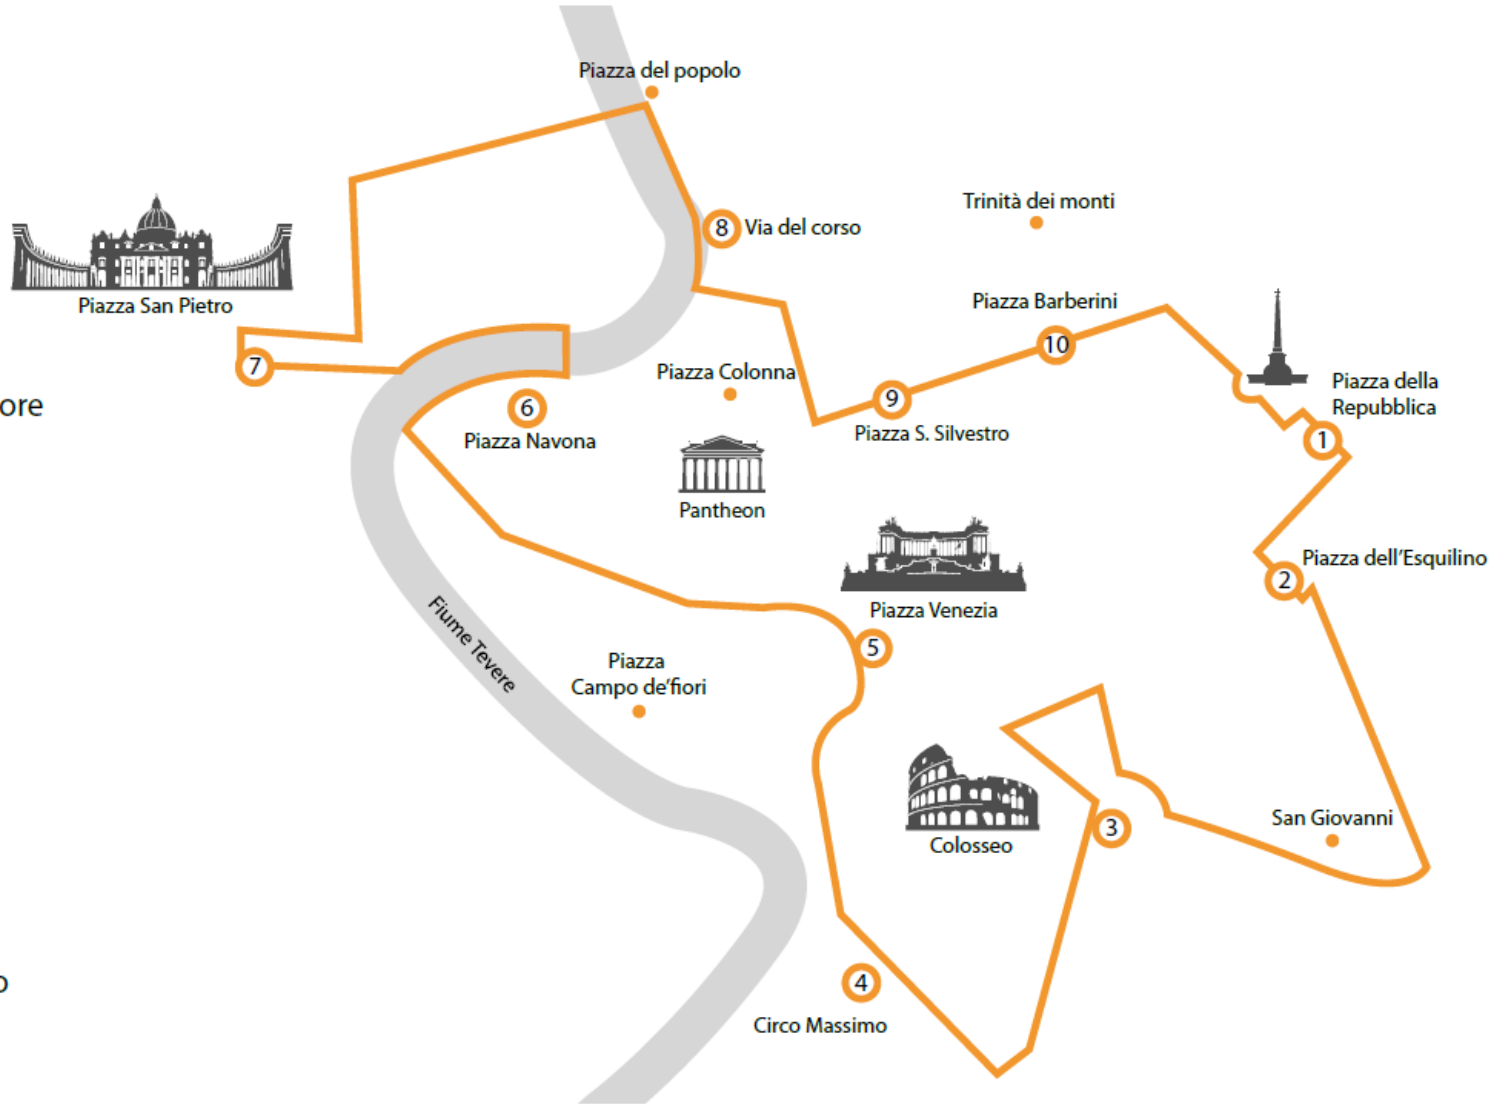 Piazza del popolo
Trinità dei monti
8 Via del corso
Piazza San Pietro
Piazza Barberini
10
7
Piazza Colonna
Piazza della
Repubblica
ore
6
9
Piazza Navona
Piazza S. Silvestro
1
Pantheon
Piazza dell'Esquilino
2
Piazza Venezia
5
Fiume Tevere
Piazza
Campo de'fiori
San Giovanni
3
Colosseo
4
o
Circo Massimo